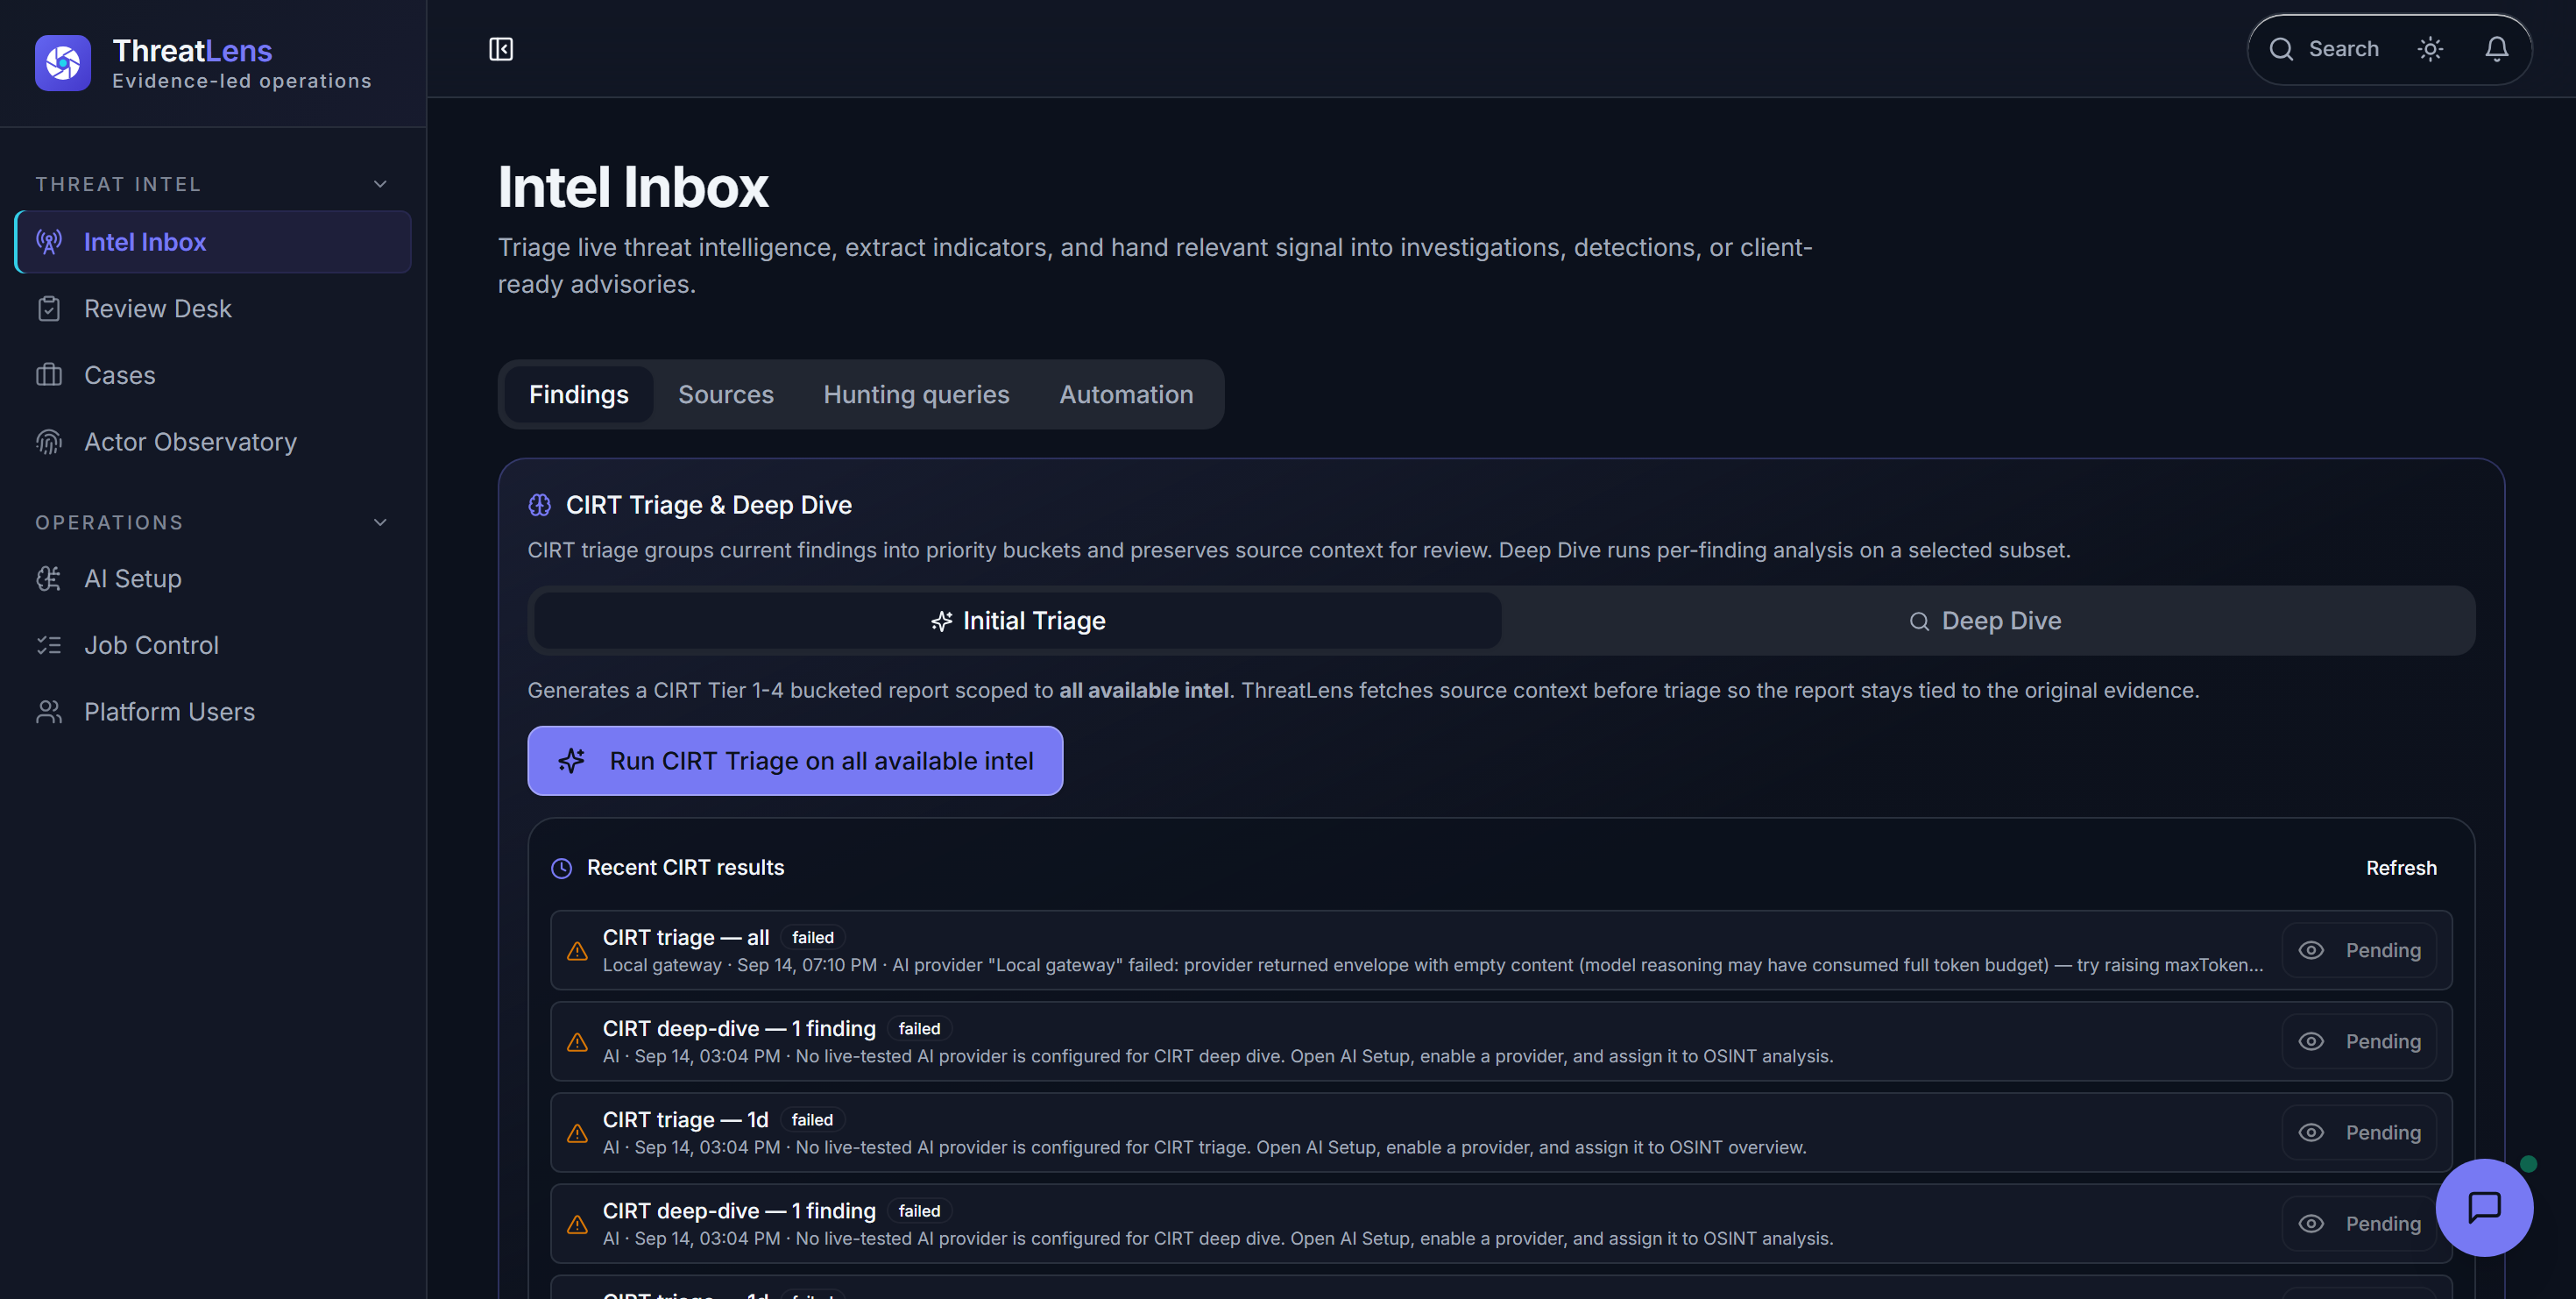 ThreatLens
Evidence-led operations
Search
THREAT INTEL
Intel Inbox
Review Desk
Cases
Actor Observatory
OPERATIONS
AI Setup
Job Control
Platform Users
Intel Inbox
Triage live threat intelligence, extract indicators, and hand relevant signal into investigations, detections, or client-
ready advisories.
Findings Sources Hunting queries Automation
CIRT Triage & Deep Dive
CIRT triage groups current findings into priority buckets and preserves source context for review. Deep Dive runs per-finding analysis on a selected subset.
Initial Triage Deep Dive
Generates a CIRT Tier 1-4 bucketed report scoped to all available intel. ThreatLens fetches source context before triage so the report stays tied to the original evidence.
Run CIRT Triage on all available intel
Recent CIRT results Refresh
CIRT triage — all failed
Local gateway · Sep 14, 07:10 PM · AI provider "Local gateway" failed: provider returned envelope with empty content (model reasoning may have consumed full token budget) — try raising maxToken...
Pending
CIRT deep-dive — 1 finding failed
AI · Sep 14, 03:04 PM · No live-tested AI provider is configured for CIRT deep dive. Open AI Setup, enable a provider, and assign it to OSINT analysis.
Pending
CIRT triage — 1d failed
AI · Sep 14, 03:04 PM · No live-tested AI provider is configured for CIRT triage. Open AI Setup, enable a provider, and assign it to OSINT overview.
Pending
CIRT deep-dive — 1 finding failed
AI · Sep 14, 03:04 PM · No live-tested AI provider is configured for CIRT deep dive. Open AI Setup, enable a provider, and assign it to OSINT analysis.
Pending